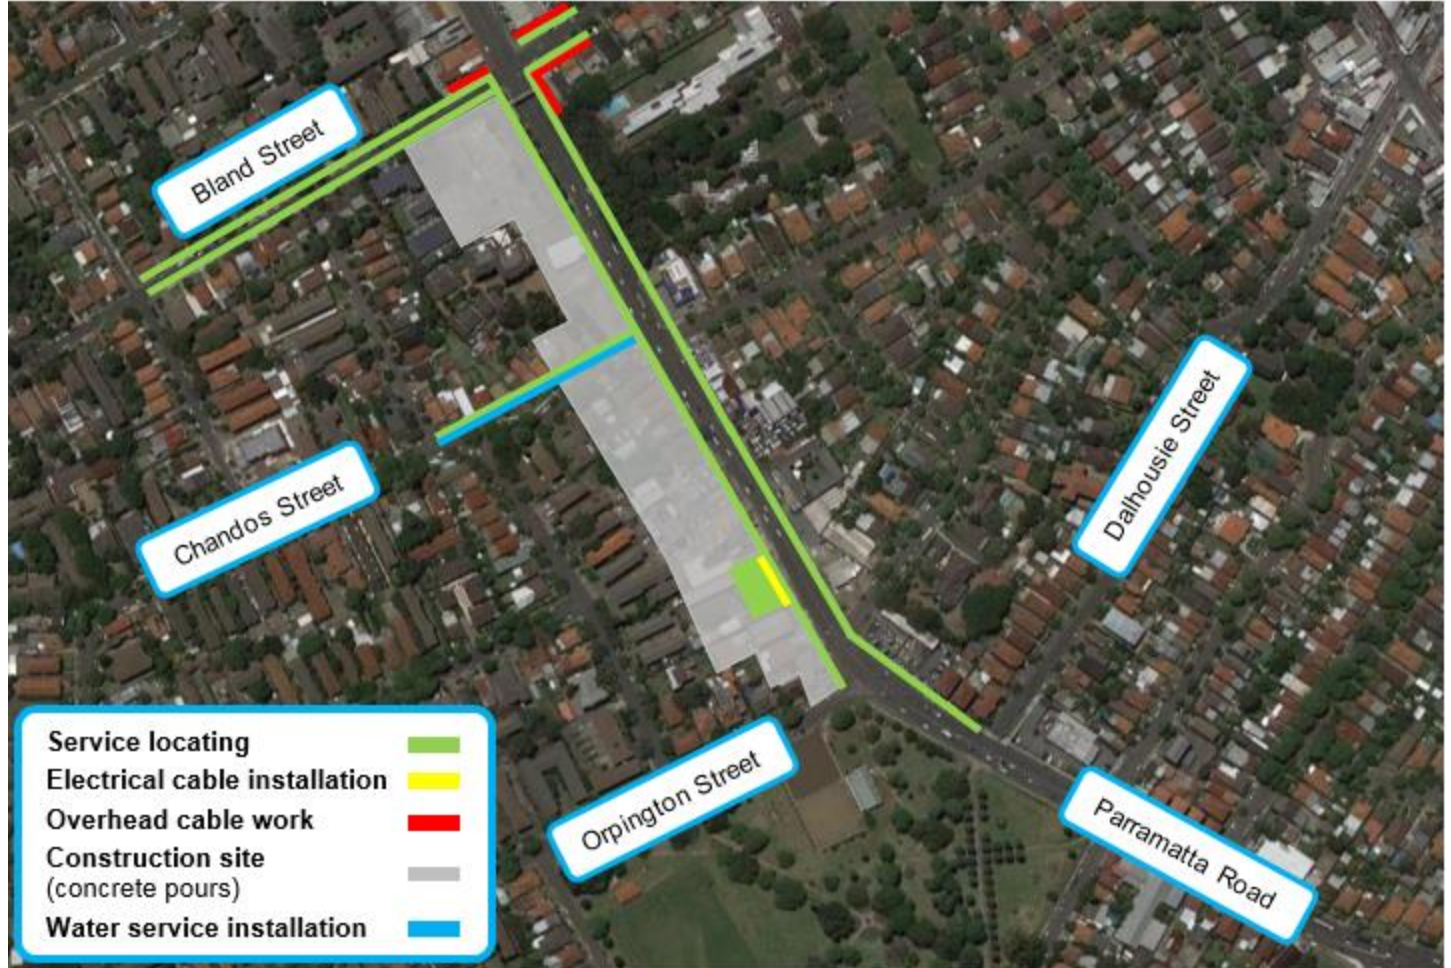 Bland Street
Chandos Street
Dalhousie Street
Orpington Street
Parramatta Road
Service locating
Electrical cable installation
Overhead cable work
Construction site
(concrete pours)
Water service installation